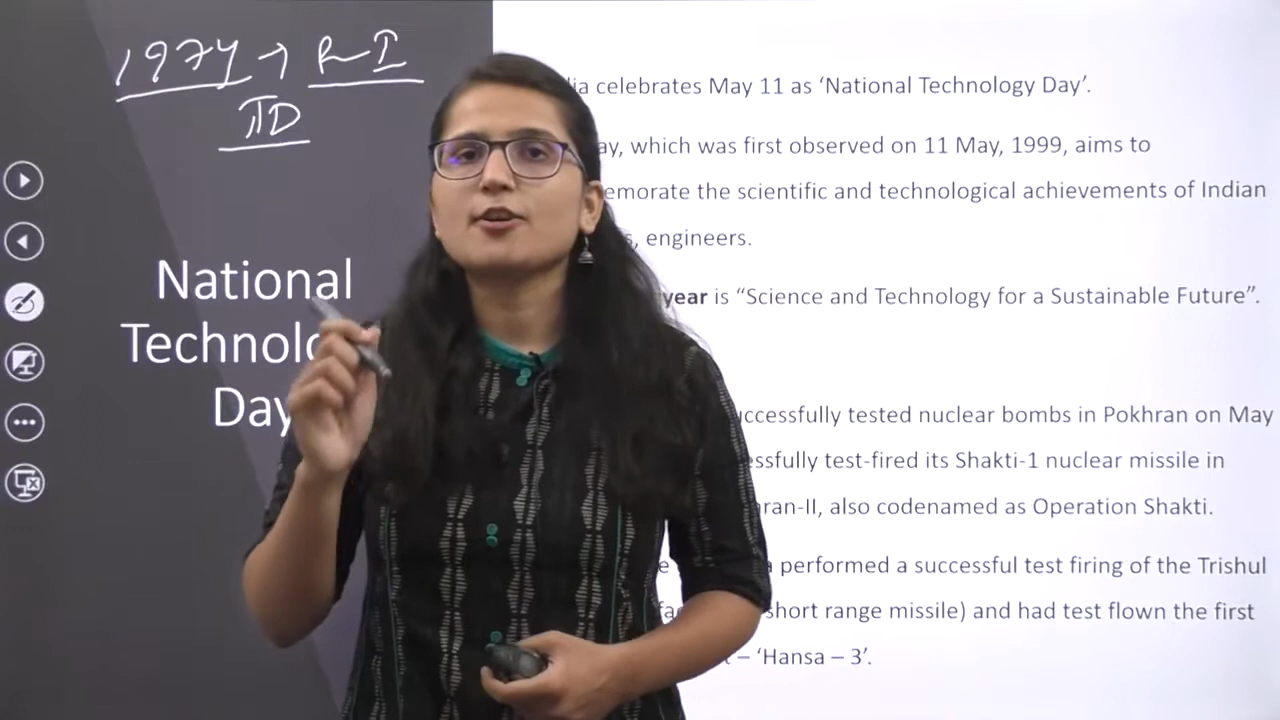 1974 →
National
Technolo
Day
ia celebrates May 11 as ‘National Technology Day’.
ay, which was first observed on 11 May, 1999, aims to
emorate the scientific and technological achievements of Indian
s, engineers.
year is “Science and Technology for a Sustainable Future”.
uccessfully tested nuclear bombs in Pokhran on May
essfully test-fired its Shakti-1 nuclear missile in
ran-II, also codenamed as Operation Shakti.
performed a successful test firing of the Trishul
short range missile) and had test flown the first
– ‘Hansa – 3’.